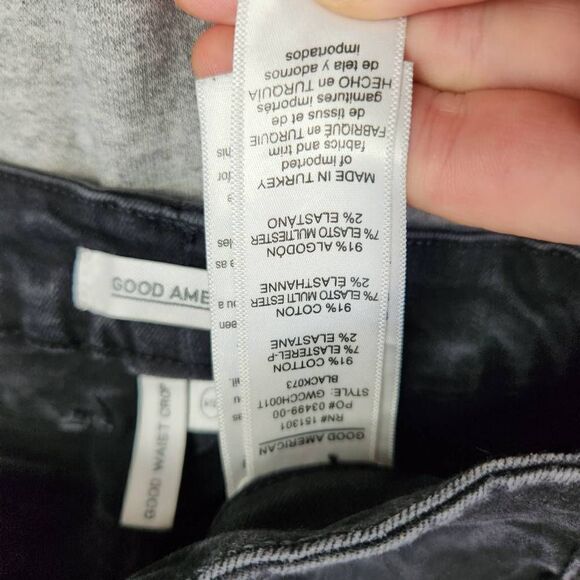 GOOD AMERICAN
RN# 151301
PO# 03499-00
STYLE: GWCCH001T
BLACK073
91% COTTON
7% ELASTEREL-P
2% ELASTANE
91% COTON
7% ELASTO MULTI ESTER
2% ELASTHANNE
91% ALGODÓN
7% ELASTO MULTIESTER
2% ELASTANO
MADE IN TURKEY
of imported
fabrics and trim
FABRIQUÉ en TURQUIE
de tissus et de
garnitures importés
HECHO en TURQUÍA
de tela y adornos
importados
GOOD AME
GOOD WAIST CROP